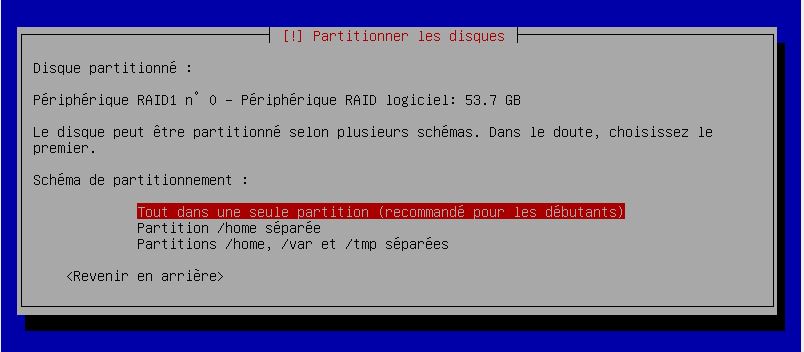 [!] Partitionner les disques
Disque partitionné :
Périphérique RAID1 n° 0 – Périphérique RAID logiciel: 53.7 GB
Le disque peut être partitionné selon plusieurs schémas. Dans le doute, choisissez le
premier.
Schéma de partitionnement :
Tout dans une seule partition (recommandé pour les débutants)
Partition /home séparée
Partitions /home, /var et /tmp séparées
<Revenir en arrière>